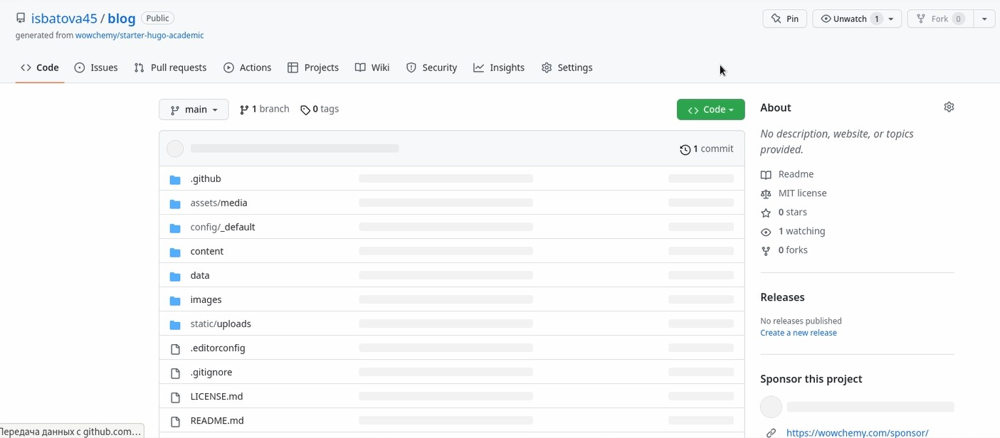 isbatova45 / blog Public
Pin Unwatch 1 Fork 0
generated from wowchemy/starter-hugo-academic
Code Issues Pull requests Actions Projects Wiki Security Insights Settings
main 1 branch 0 tags Code
1 commit
.github
assets/media
config/_default
content
data
images
static/uploads
.editorconfig
.gitignore
LICENSE.md
README.md
About
No description, website, or topics
provided.
Readme
MIT license
0 stars
1 watching
0 forks
Releases
No releases published
Create a new release
Sponsor this project
https://wowchemy.com/sponsor/
Передача данных с github.com…